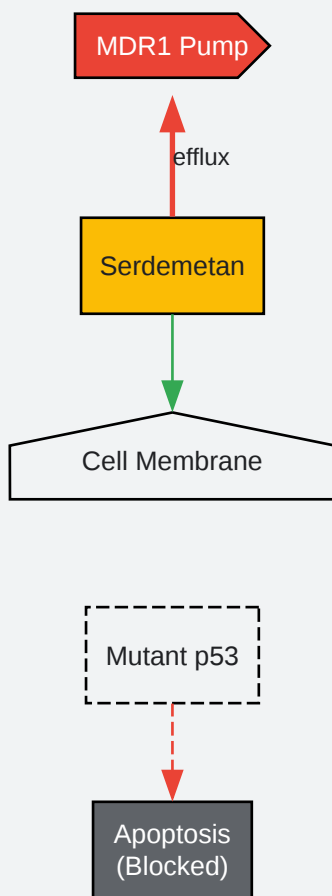 MDR1 Pump
efflux
Serdemetan
Cell Membrane
Mutant p53
Apoptosis
(Blocked)